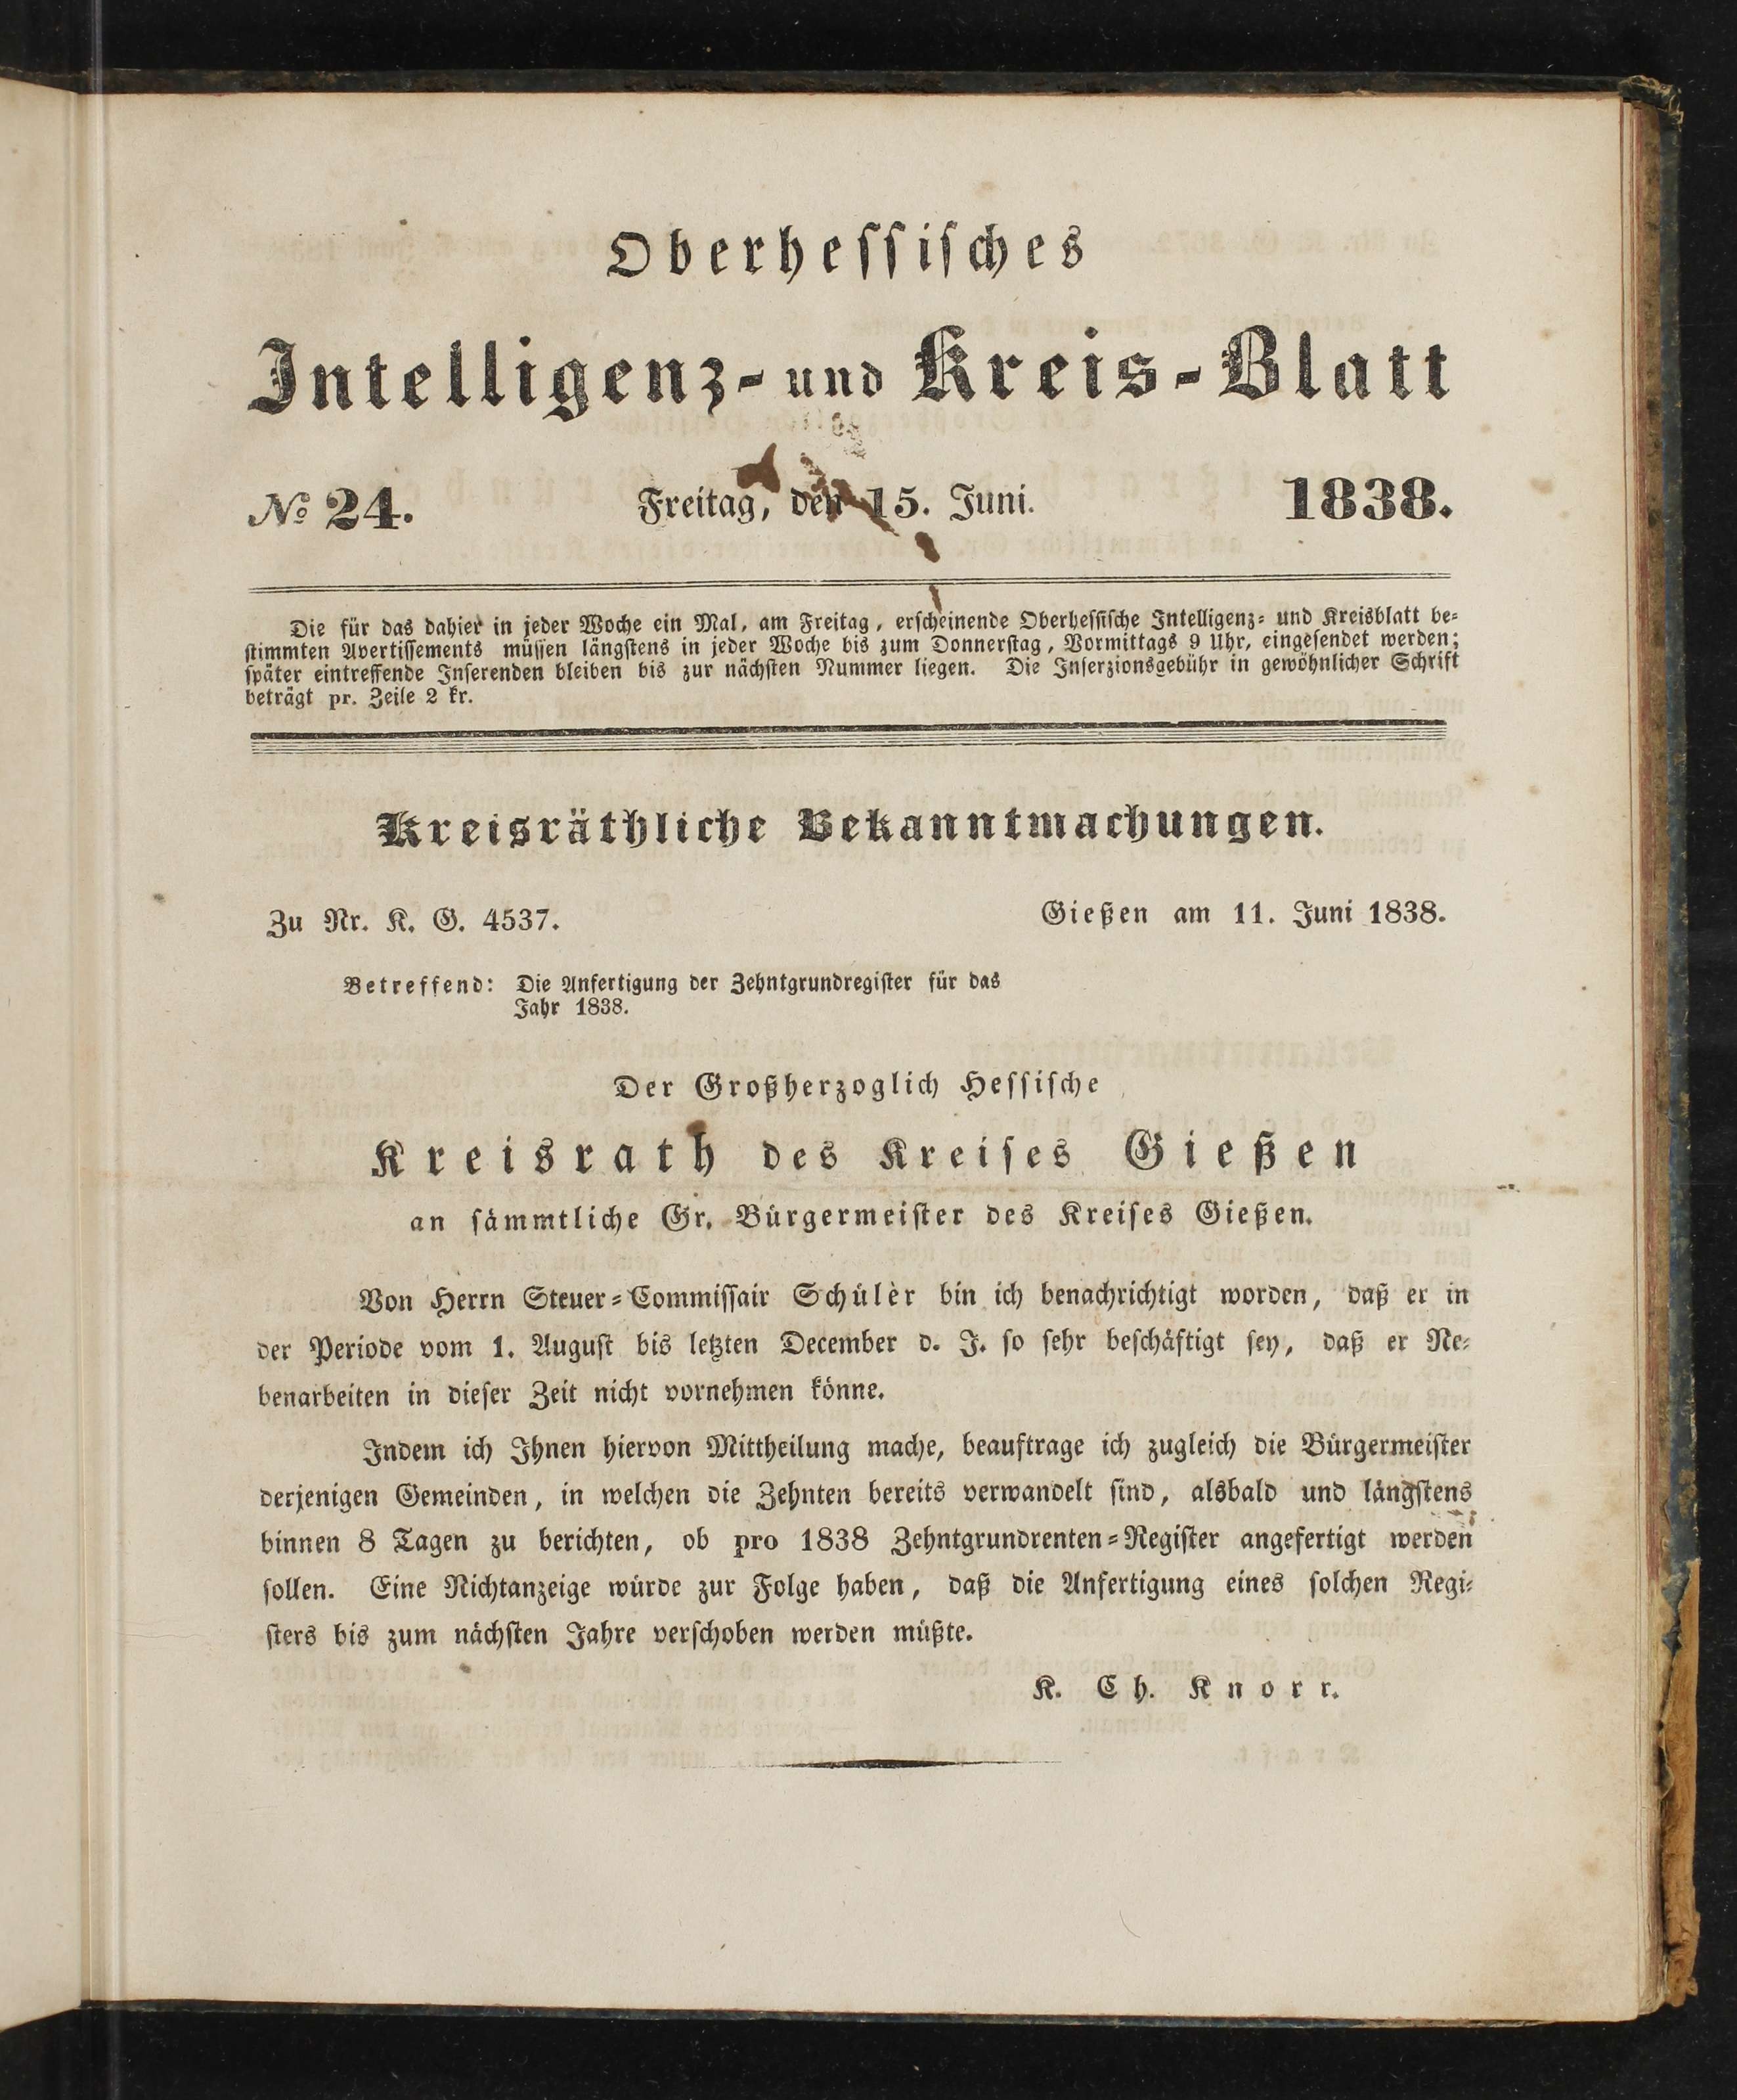 Oberhessisches
Intelligenz- und Kreis-Blatt
№ 24. Freitag, den 15. Juni. 1838.
Die für das dahier in jeder Woche ein Mal, am Freitag, erscheinende Oberhessische Intelligenz- und Kreisblatt be-
stimmten Avertissements müssen längstens in jeder Woche bis zum Donnerstag, Vormittags 9 Uhr, eingesendet werden;
später eintreffende Inserenden bleiben bis zur nächsten Nummer liegen. Die Inserzionsgebühr in gewöhnlicher Schrift
beträgt pr. Zeile 2 kr.
Kreisräthliche Bekanntmachungen.
Zu Nr. K. G. 4537. Gießen am 11. Juni 1838.
Betreffend: Die Anfertigung der Zehntgrundregister für das
Jahr 1838.
Der Großherzoglich Hessische
Kreisrath des Kreises Gießen
an sämmtliche Gr. Bürgermeister des Kreises Gießen.
Von Herrn Steuer-Commissair Schülèr bin ich benachrichtigt worden, daß er in
der Periode vom 1. August bis letzten December d. J. so sehr beschäftigt sey, daß er Ne-
benarbeiten in dieser Zeit nicht vornehmen könne.
Indem ich Ihnen hiervon Mittheilung mache, beauftrage ich zugleich die Bürgermeister
derjenigen Gemeinden, in welchen die Zehnten bereits verwandelt sind, alsbald und längstens
binnen 8 Tagen zu berichten, ob pro 1838 Zehntgrundrenten-Register angefertigt werden
sollen. Eine Nichtanzeige würde zur Folge haben, daß die Anfertigung eines solchen Regi-
sters bis zum nächsten Jahre verschoben werden müßte.
K. Ch. Knorr.